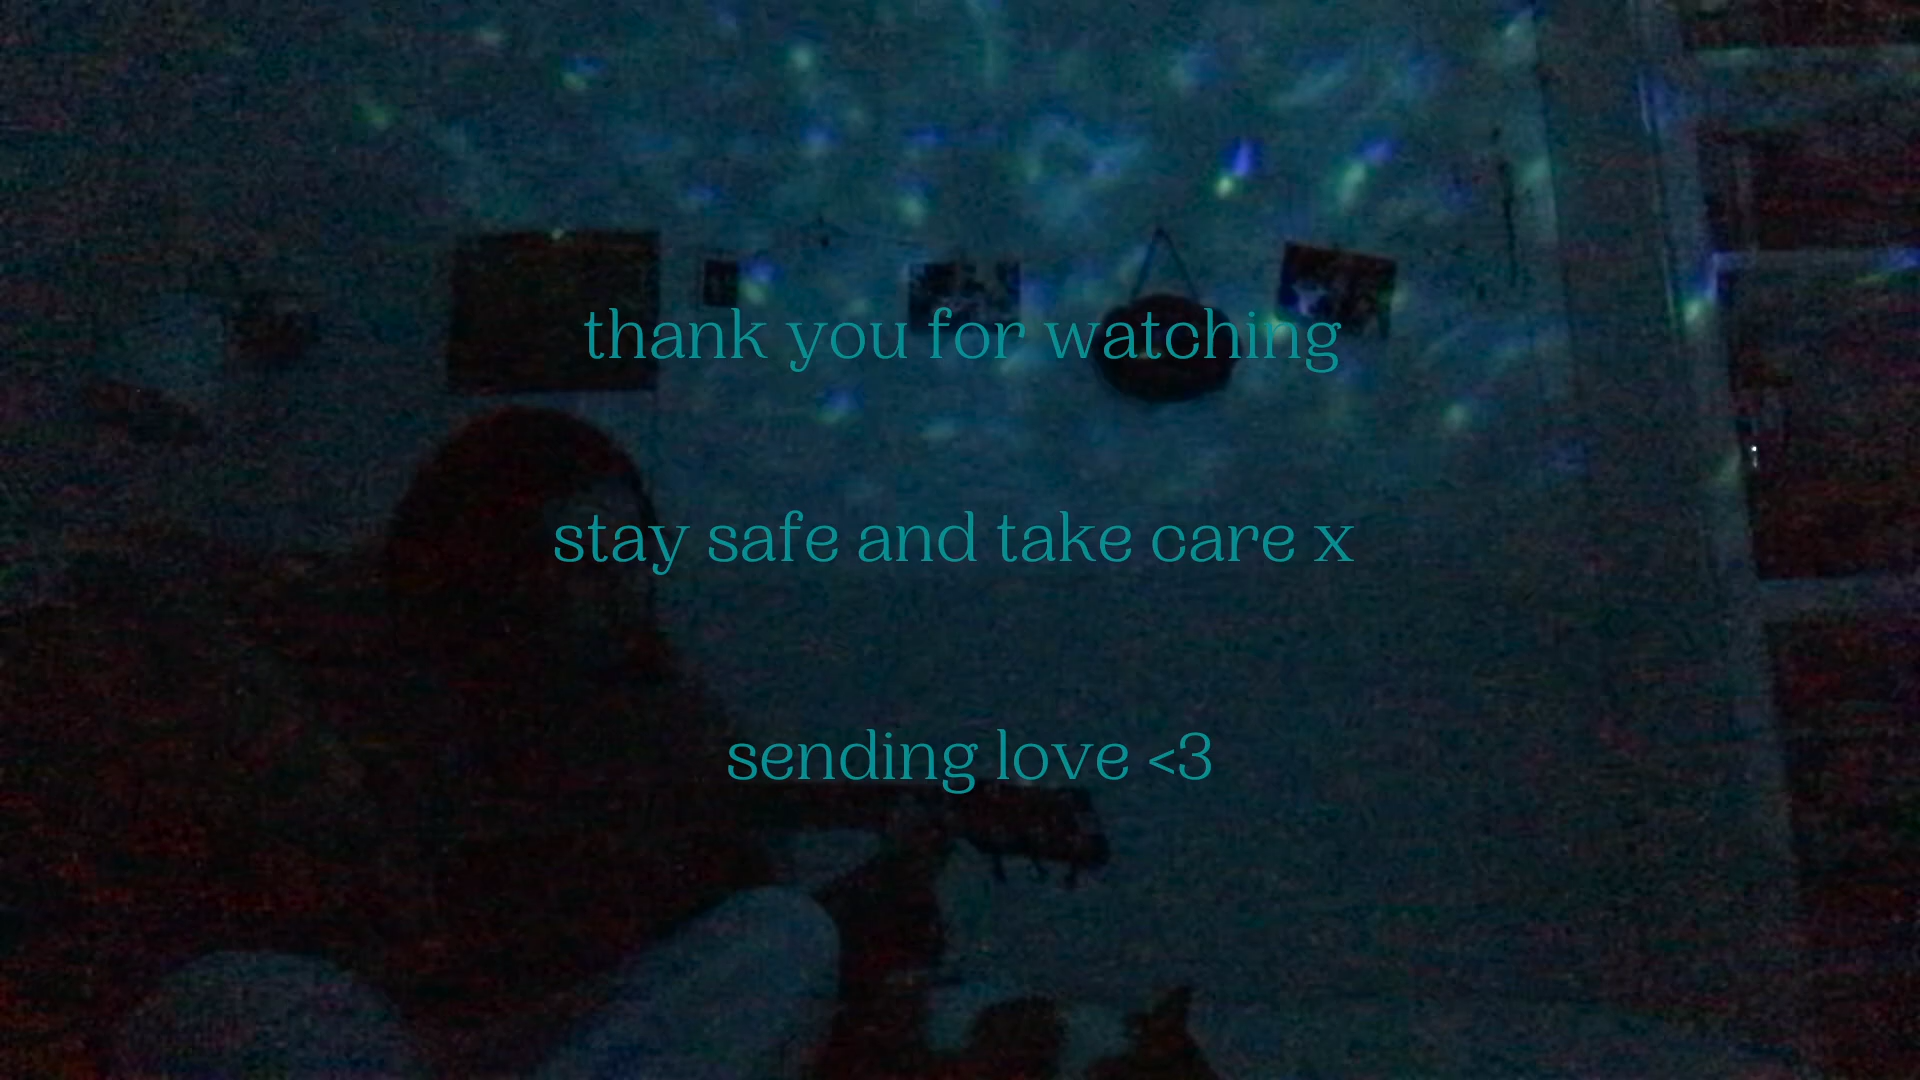 thank you for watching
stay safe and take care x
sending love <3